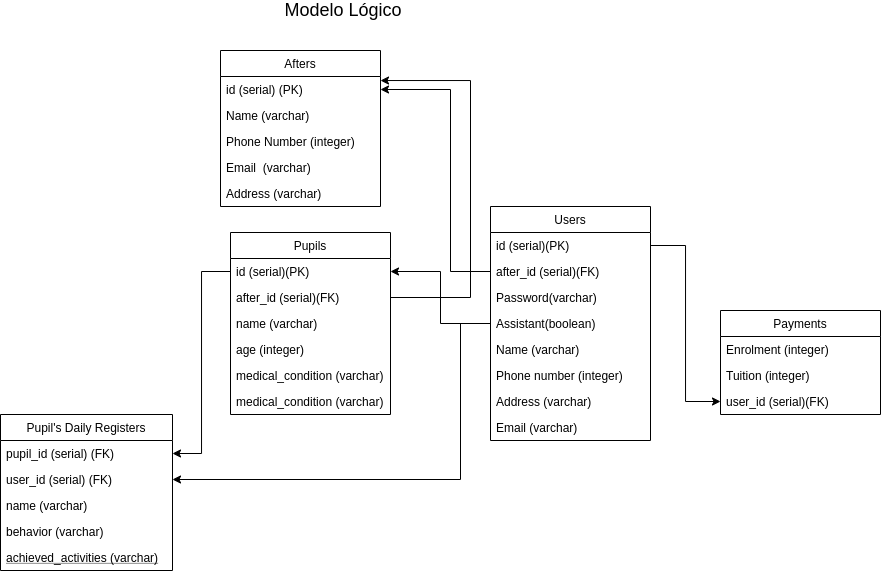 Modelo Lógico
Afters
id (serial) (PK)
Name (varchar)
Phone Number (integer)
Email  (varchar)
Address (varchar)
Pupils
id (serial)(PK)
after_id (serial)(FK)
name (varchar)
age (integer)
medical_condition (varchar)
medical_condition (varchar)
Users
id (serial)(PK)
after_id (serial)(FK)
Password(varchar)
Assistant(boolean)
Name (varchar)
Phone number (integer)
Address (varchar)
Email (varchar)
Payments
Enrolment (integer)
Tuition (integer)
user_id (serial)(FK)
Pupil's Daily Registers
pupil_id (serial) (FK)
user_id (serial) (FK)
name (varchar)
behavior (varchar)
achieved_activities (varchar)